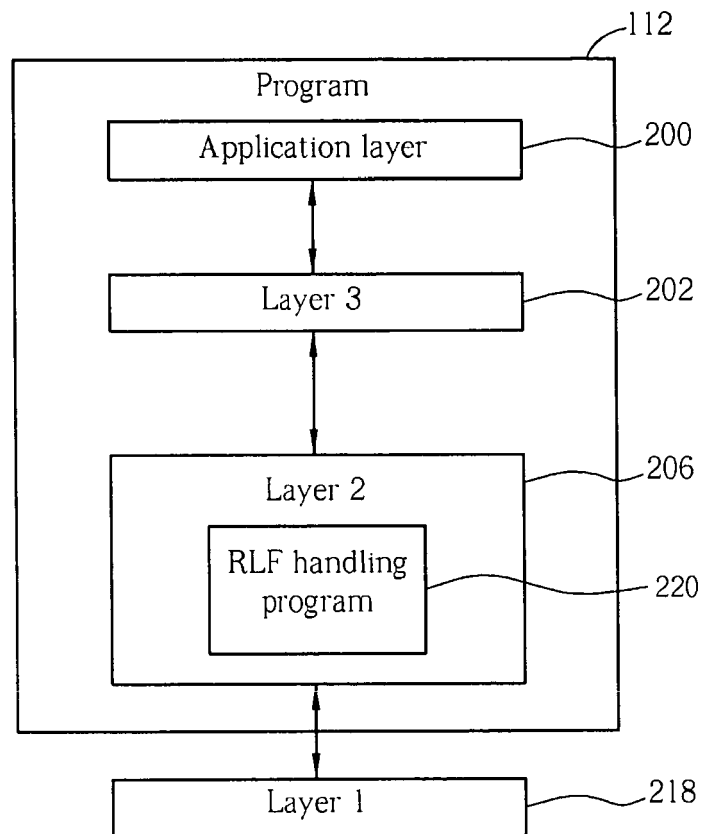 112
Program
Application layer
200
Layer 3
202
Layer 2
206
RLF handling
program
220
Layer 1
218